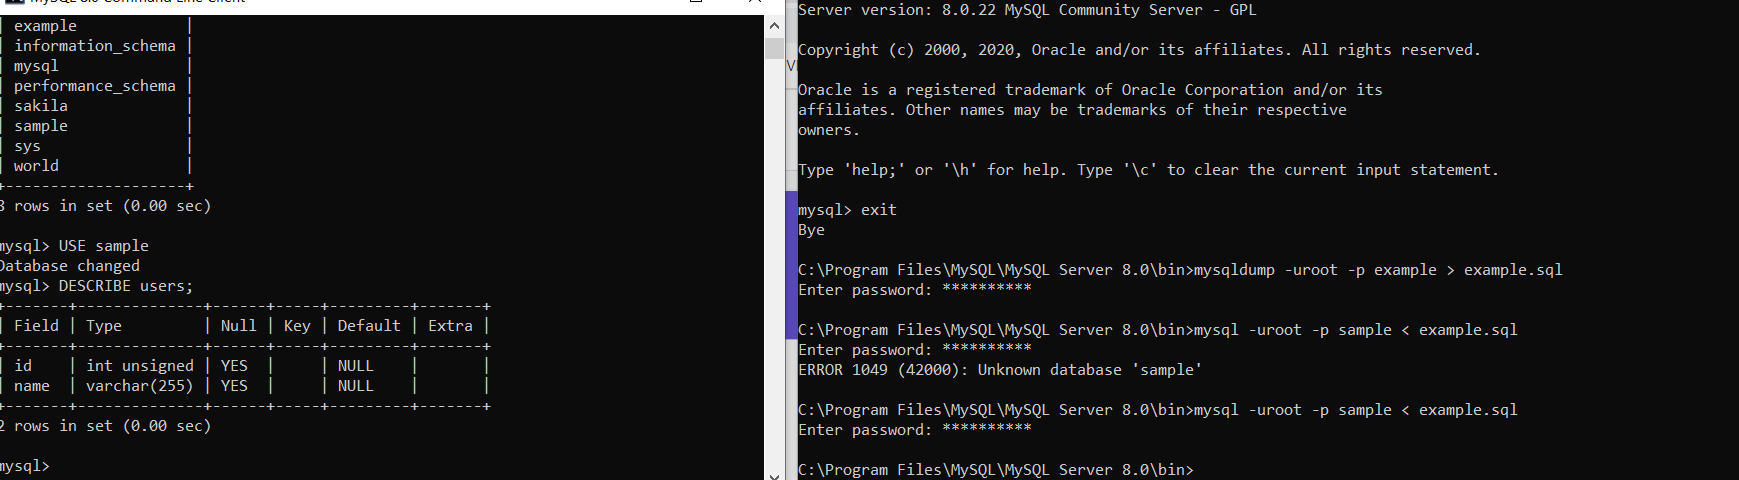 MySQL 8.0 Command Line Client
| example            |
| information_schema |
| mysql              |
| performance_schema |
| sakila             |
| sample             |
| sys                |
| world              |
+--------------------+
8 rows in set (0.00 sec)
mysql> USE sample
Database changed
mysql> DESCRIBE users;
+-------+--------------+------+-----+---------+-------+
| Field | Type         | Null | Key | Default | Extra |
+-------+--------------+------+-----+---------+-------+
| id    | int unsigned | YES  |     | NULL    |       |
| name  | varchar(255) | YES  |     | NULL    |       |
+-------+--------------+------+-----+---------+-------+
2 rows in set (0.00 sec)
mysql>
Server version: 8.0.22 MySQL Community Server - GPL
Copyright (c) 2000, 2020, Oracle and/or its affiliates. All rights reserved.
Oracle is a registered trademark of Oracle Corporation and/or its
affiliates. Other names may be trademarks of their respective
owners.
Type 'help;' or '\h' for help. Type '\c' to clear the current input statement.
mysql> exit
Bye
C:\Program Files\MySQL\MySQL Server 8.0\bin>mysqldump -uroot -p example > example.sql
Enter password: **********
C:\Program Files\MySQL\MySQL Server 8.0\bin>mysql -uroot -p sample < example.sql
Enter password: **********
ERROR 1049 (42000): Unknown database 'sample'
C:\Program Files\MySQL\MySQL Server 8.0\bin>mysql -uroot -p sample < example.sql
Enter password: **********
C:\Program Files\MySQL\MySQL Server 8.0\bin>